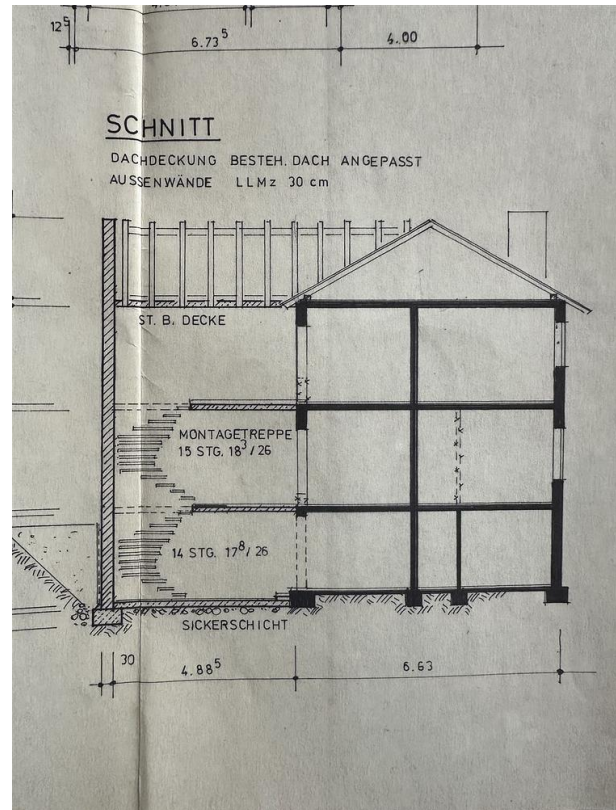 12⁵
6.73⁵ 4.00
SCHNITT
DACHDECKUNG BESTEH. DACH ANGEPASST
AUSSENWÄNDE LLMz 30 cm
ST. B. DECKE
MONTAGETREPPE
15 STG. 18³/26
14 STG. 17⁸/26
SICKERSCHICHT
30 4.88⁵ 6.63